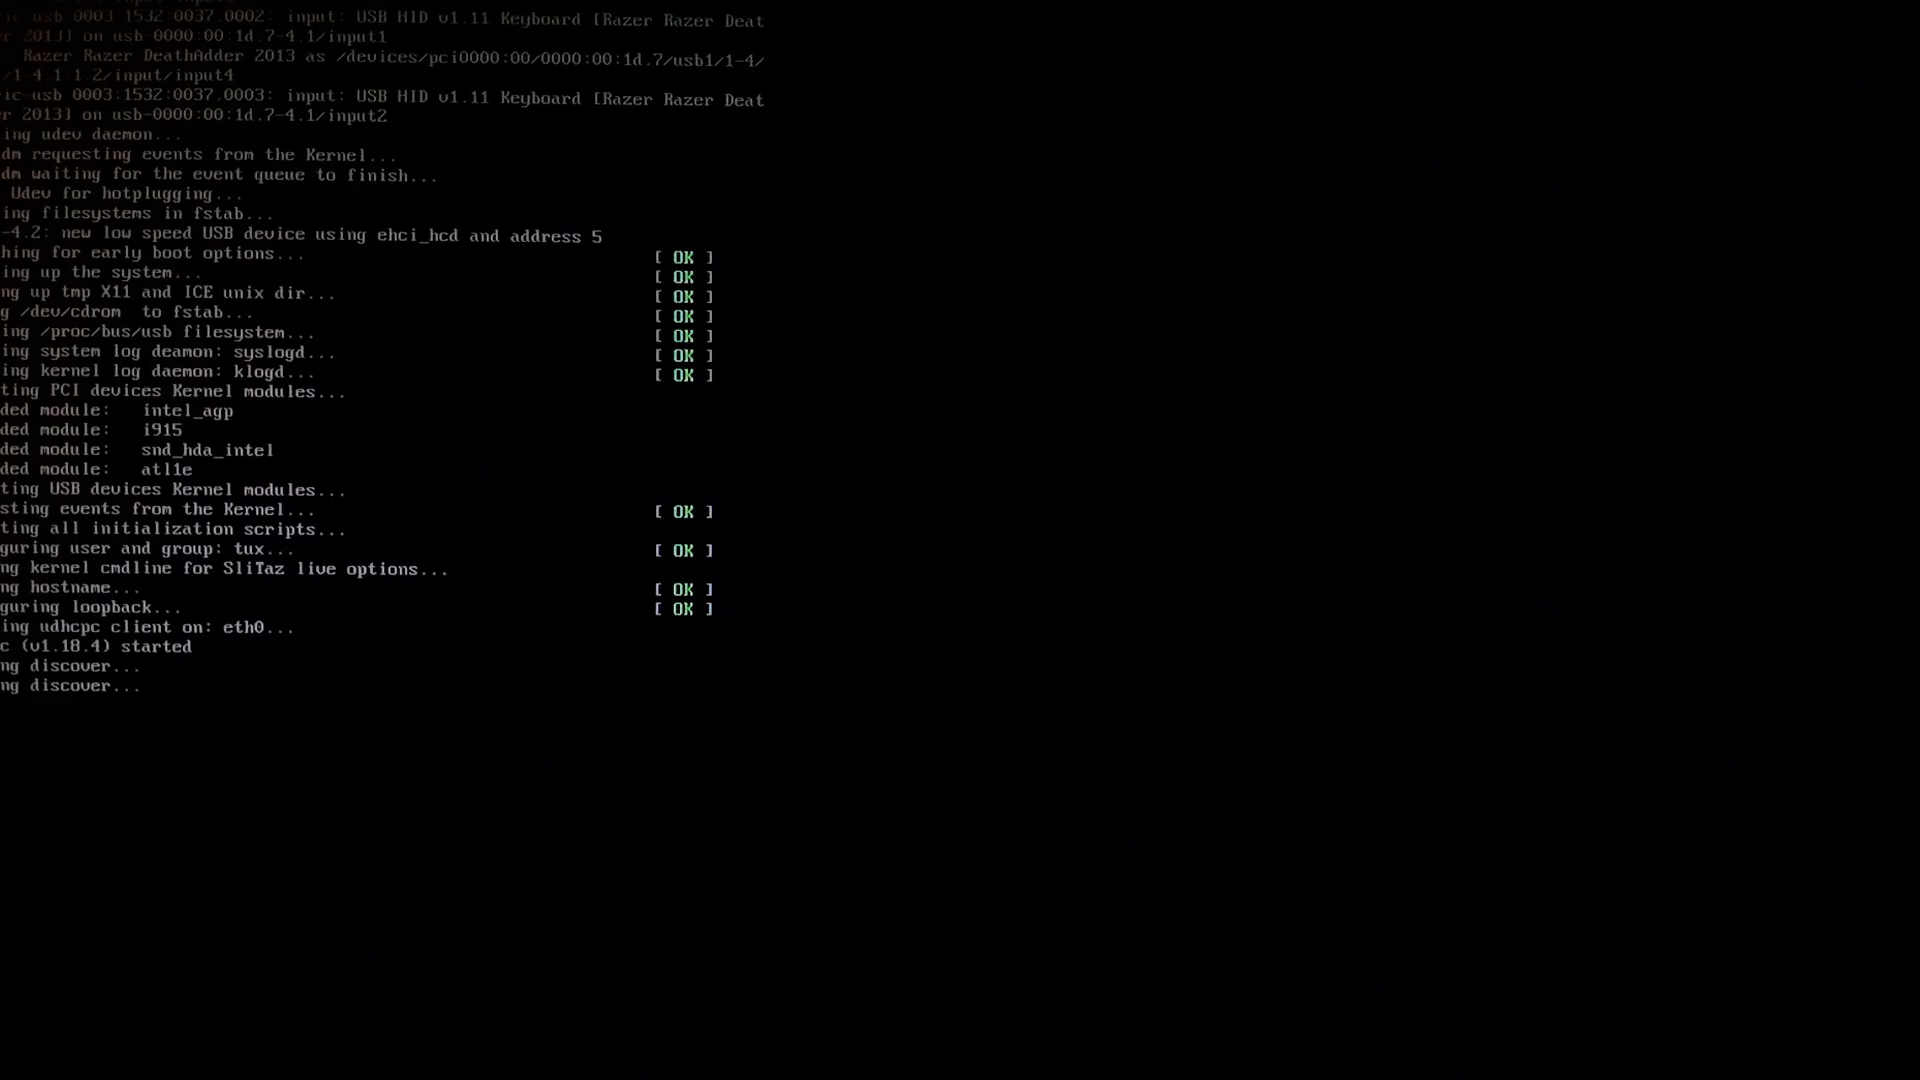 ric-usb 0003 1532:0037.0002: input: USB HID v1.11 Keyboard [Razer Razer Deat
r 2013] on usb-0000:00:1d.7-4.1/input1
Razer Razer DeathAdder 2013 as /devices/pci0000:00/0000:00:1d.7/usb1/1-4/
/1-4.1:1.2/input/input4
ric-usb 0003:1532:0037.0003: input: USB HID v1.11 Keyboard [Razer Razer Deat
r 2013] on usb-0000:00:1d.7-4.1/input2
ing udev daemon...
dm requesting events from the Kernel...
dm waiting for the event queue to finish...
Udev for hotplugging...
ing filesystems in fstab...
-4.2: new low speed USB device using ehci_hcd and address 5
hing for early boot options... [ OK ]
ing up the system... [ OK ]
ng up tmp X11 and ICE unix dir... [ OK ]
g /dev/cdrom  to fstab... [ OK ]
ing /proc/bus/usb filesystem... [ OK ]
ing system log deamon: syslogd... [ OK ]
ing kernel log daemon: klogd... [ OK ]
ting PCI devices Kernel modules...
ded module: intel_agp
ded module: i915
ded module: snd_hda_intel
ded module: atl1e
ting USB devices Kernel modules...
sting events from the Kernel... [ OK ]
ting all initialization scripts...
guring user and group: tux... [ OK ]
ng kernel cmdline for SliTaz live options...
ng hostname... [ OK ]
guring loopback... [ OK ]
ing udhcpc client on: eth0...
c (v1.18.4) started
ng discover...
ng discover...